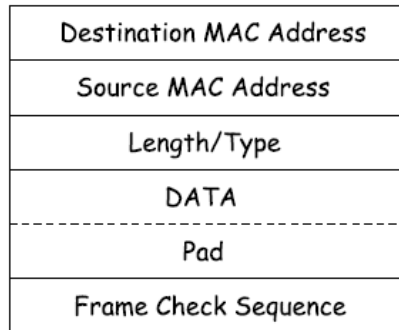 Destination MAC Address
Source MAC Address
Length/Type
DATA
Pad
Frame Check Sequence